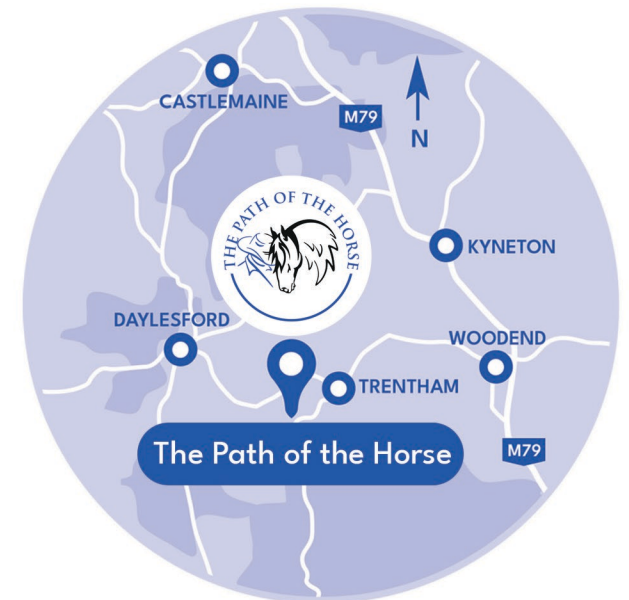 CASTLEMAINE
M79
N
THE PATH OF THE HORSE
KYNETON
DAYLESFORD
WOODEND
TRENTHAM
The Path of the Horse
M79